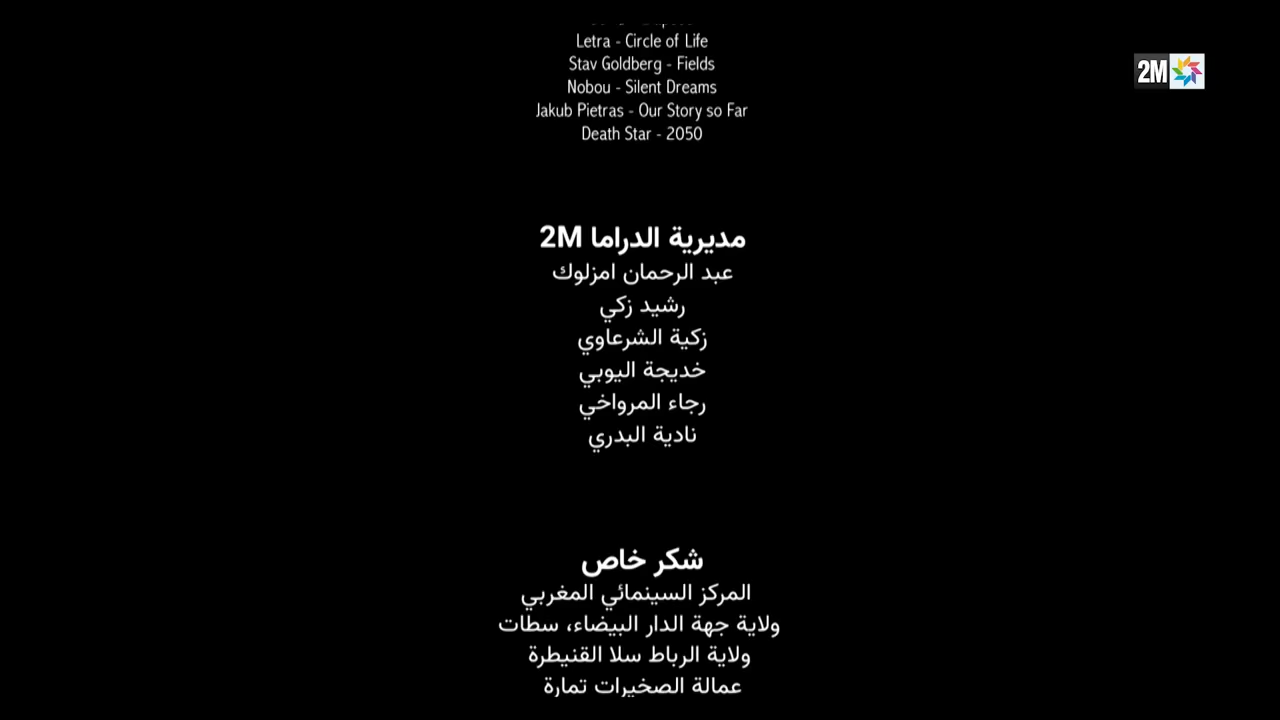 Letra - Circle of Life
Stav Goldberg - Fields
Nobou - Silent Dreams
Jakub Pietras - Our Story so Far
Death Star - 2050
2M
مديرية الدراما 2M
عبد الرحمان امزلوك
رشيد زكي
زكية الشرعاوي
خديجة اليوبي
رجاء المرواخي
نادية البدري
شكر خاص
المركز السينمائي المغربي
ولاية جهة الدار البيضاء، سطات
ولاية الرباط سلا القنيطرة
عمالة الصخيرات تمارة